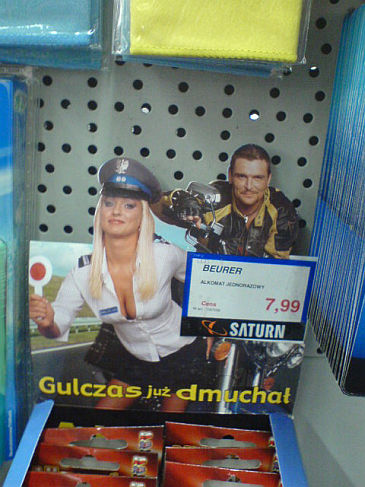 BEURER
ALKOMAT JEDNORAZOWY
Cena
7,99
SATURN
Gulczas już dmuchał